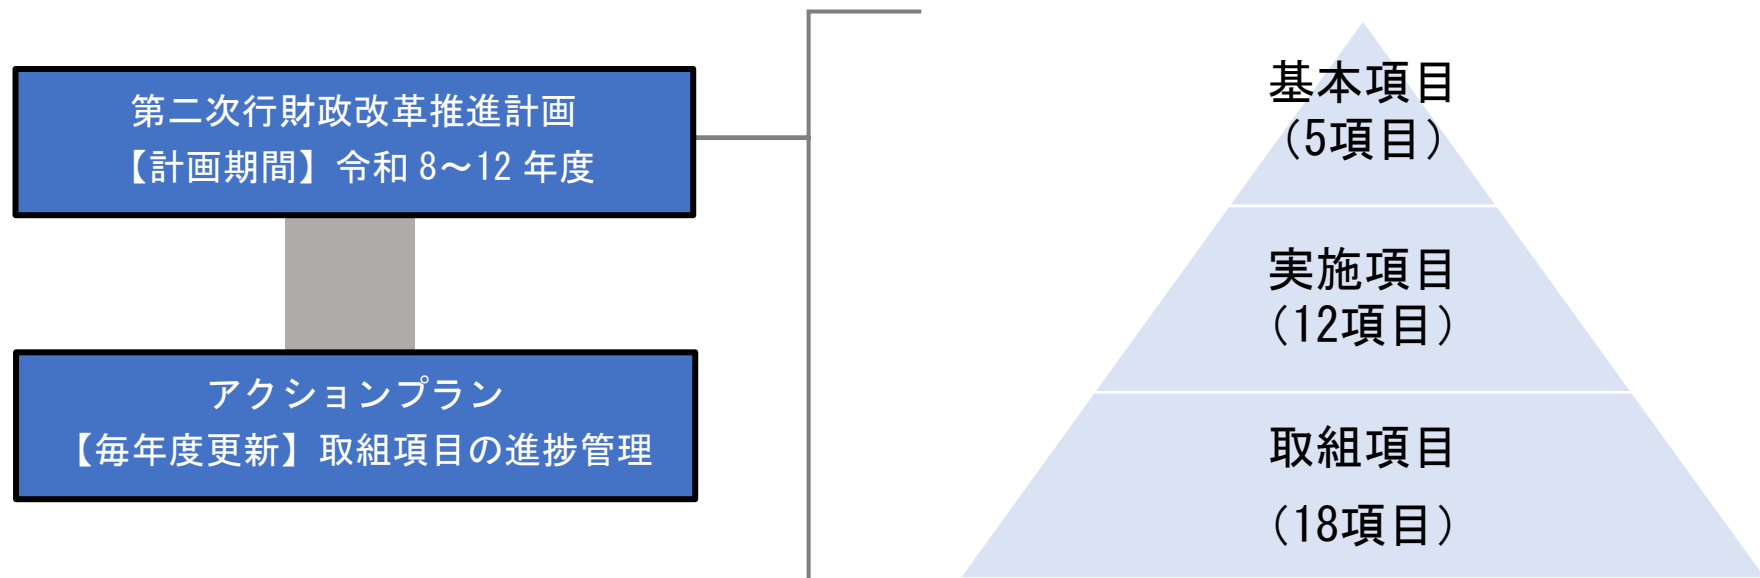 第二次行財政改革推進計画
【計画期間】令和 8～12 年度
アクションプラン
【毎年度更新】取組項目の進捗管理
基本項目
(5項目)
実施項目
(12項目)
取組項目
(18項目)